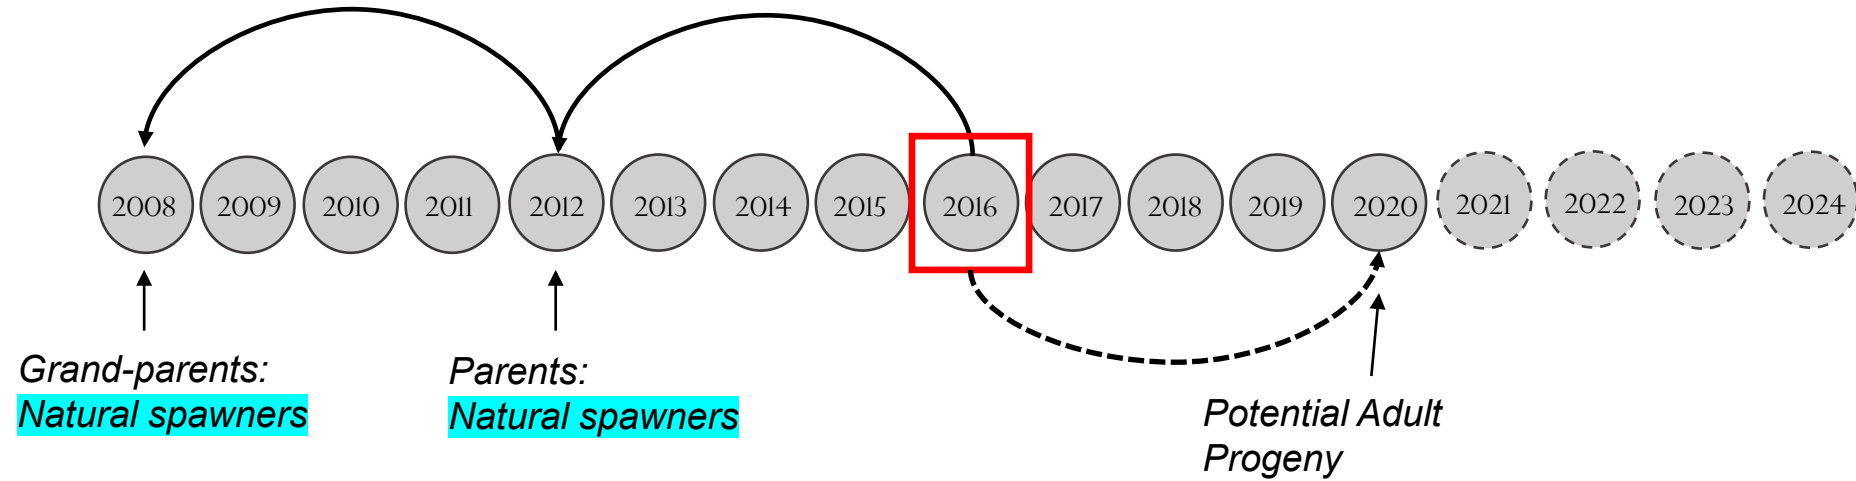 2008 2009 2010 2011 2012 2013 2014 2015 2016 2017 2018 2019 2020 2021 2022 2023 2024
Grand-parents:
Natural spawners
Parents:
Natural spawners
Potential Adult
Progeny